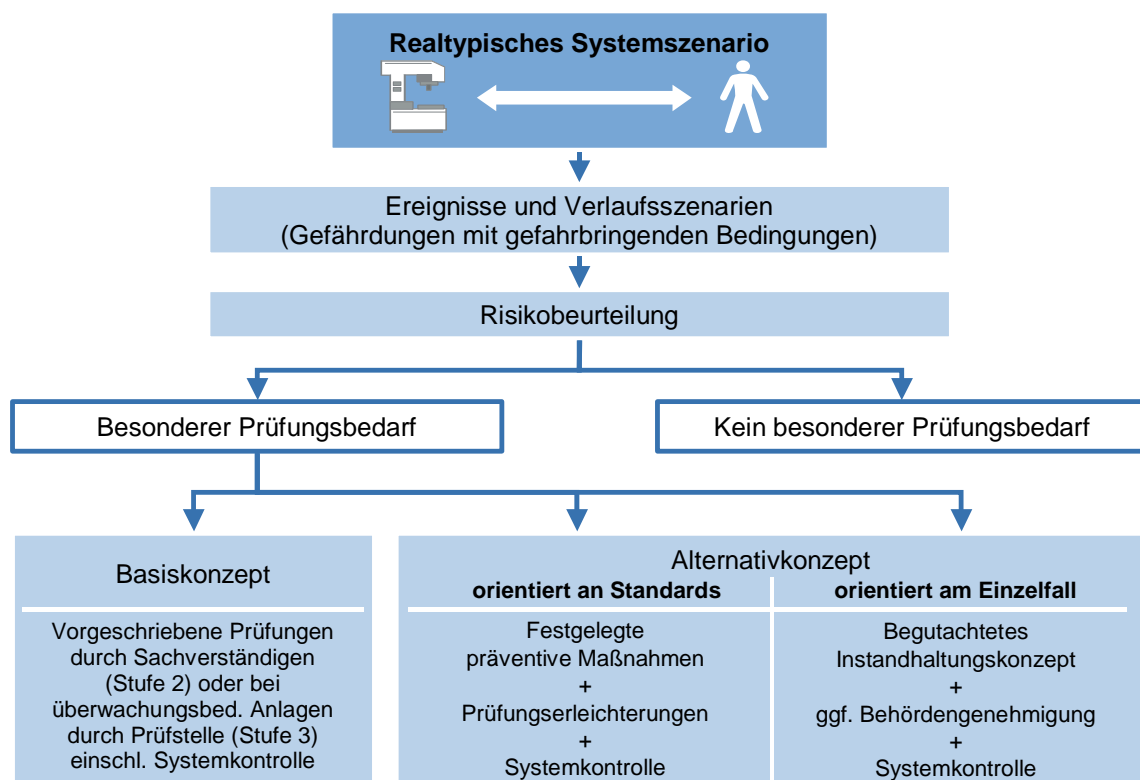 Realtypisches Systemszenario
Ereignisse und Verlaufsszenarien
(Gefährdungen mit gefahrbringenden Bedingungen)
Risikobeurteilung
Besonderer Prüfungsbedarf
Kein besonderer Prüfungsbedarf
Basiskonzept
Vorgeschriebene Prüfungen
durch Sachverständigen
(Stufe 2) oder bei
überwachungsbed. Anlagen
durch Prüfstelle (Stufe 3)
einschl. Systemkontrolle
Alternativkonzept
orientiert an Standards
Festgelegte
präventive Maßnahmen
+
Prüfungserleichterungen
+
Systemkontrolle
orientiert am Einzelfall
Begutachtetes
Instandhaltungskonzept
+
ggf. Behördengenehmigung
+
Systemkontrolle